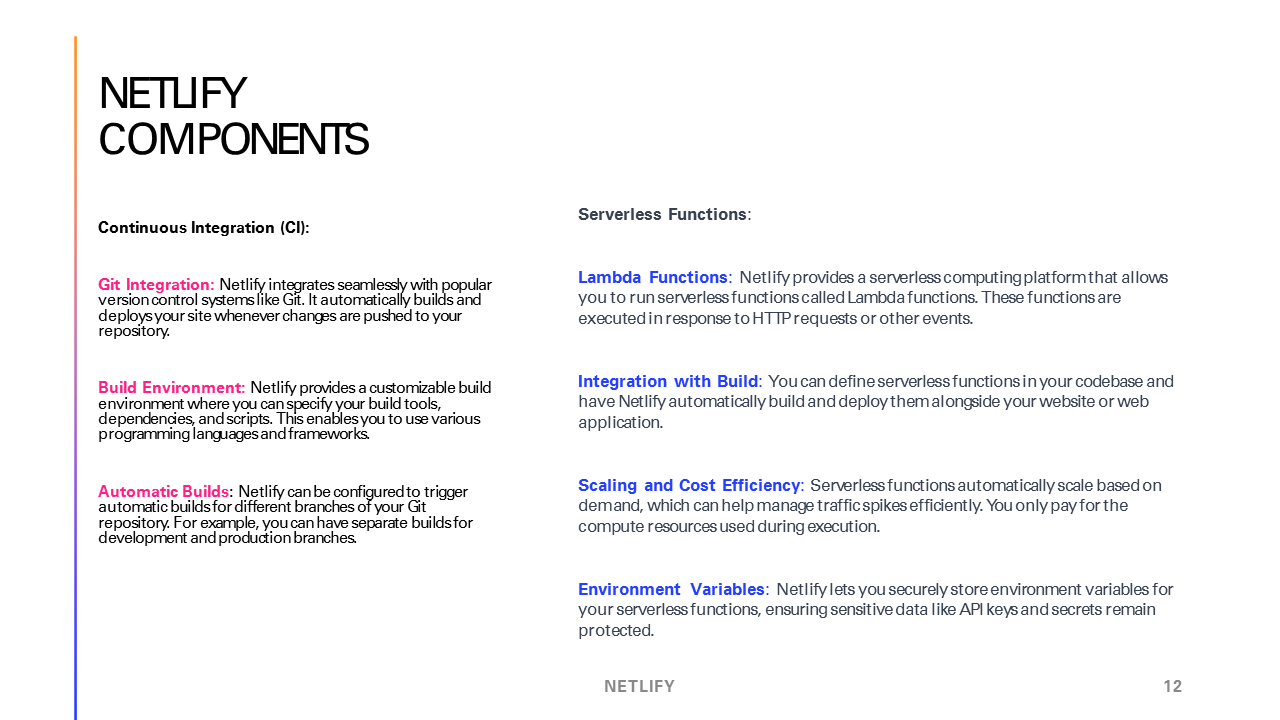 NETLIFY
COMPONENTS
Continuous Integration (CI):
Git Integration: Netlify integrates seamlessly with popular
version control systems like Git. It automatically builds and
deploys your site whenever changes are pushed to your
repository.
Build Environment: Netlify provides a customizable build
environment where you can specify your build tools,
dependencies, and scripts. This enables you to use various
programming languages and frameworks.
Automatic Builds: Netlify can be configured to trigger
automatic builds for different branches of your Git
repository. For example, you can have separate builds for
development and production branches.
Serverless Functions:
Lambda Functions: Netlify provides a serverless computing platform that allows
you to run serverless functions called Lambda functions. These functions are
executed in response to HTTP requests or other events.
Integration with Build: You can define serverless functions in your codebase and
have Netlify automatically build and deploy them alongside your website or web
application.
Scaling and Cost Efficiency: Serverless functions automatically scale based on
demand, which can help manage traffic spikes efficiently. You only pay for the
compute resources used during execution.
Environment Variables: Netlify lets you securely store environment variables for
your serverless functions, ensuring sensitive data like API keys and secrets remain
protected.
NETLIFY
12